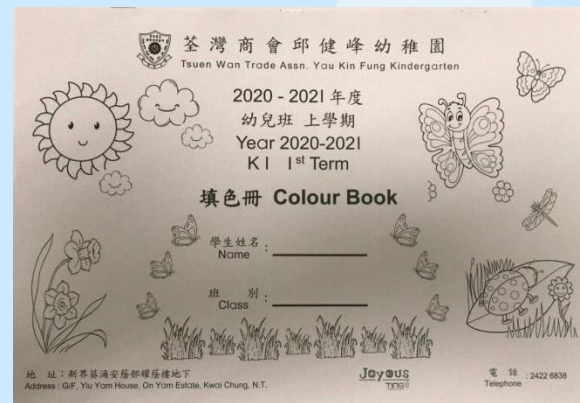 荃灣商會邱健峰幼稚園
Tsuen Wan Trade Assn. Yau Kin Fung Kindergarten
2020 - 2021 年度
幼兒班 上學期
Year 2020-2021
K1 1st Term
填色冊 Colour Book
學生姓名 :
Name
班 別 :
Class
地 址：新界葵涌安蔭邨耀蔭樓地下
Address : G/F, Yiu Yam House, On Yam Estate, Kwai Chung, N.T.
Joyous
電 話 : 2422 6838
Telephone